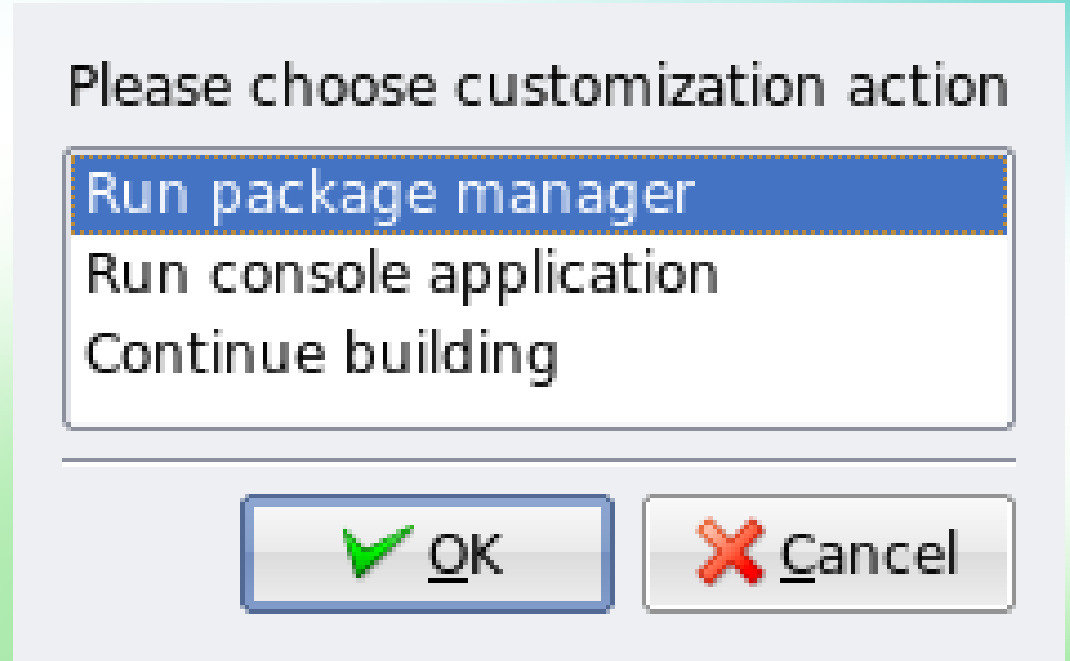 Please choose customization action
Run package manager
Run console application
Continue building
OK Cancel